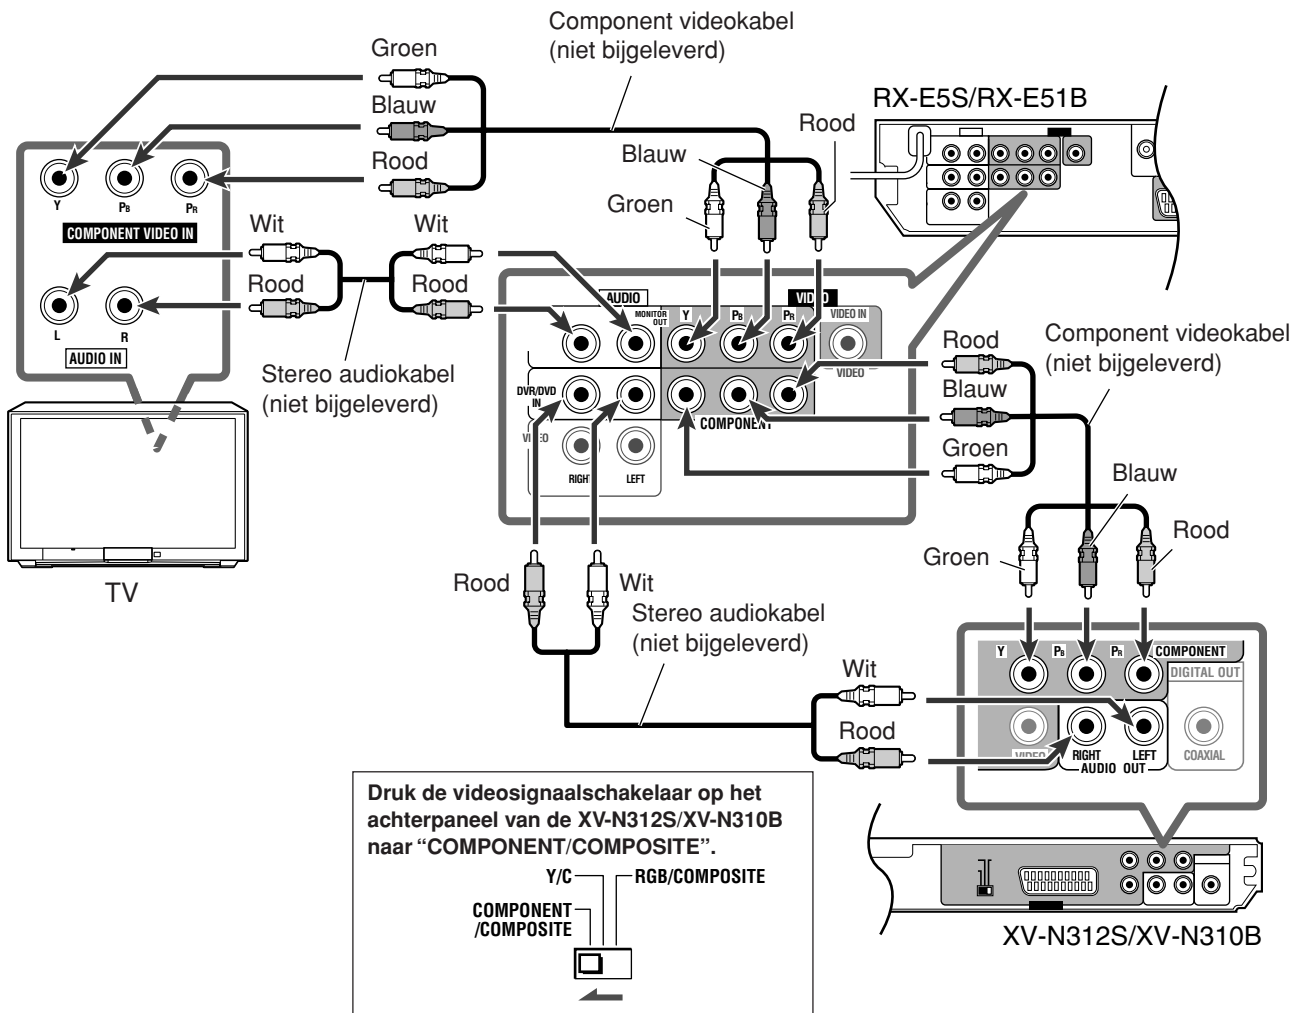 Component videokabel
(niet bijgeleverd)
Groen
Blauw
Rood
RX-E5S/RX-E51B
Rood
Blauw
Groen
Y
PB
PR
COMPONENT VIDEO IN
Wit
Rood
Wit
Rood
L
R
AUDIO IN
Stereo audiokabel
(niet bijgeleverd)
TV
AUDIO
VIDEO
MONITOR
OUT
Y
PB
PR
VIDEO IN
VIDEO
DVR/DVD
IN
COMPONENT
VIDEO
RIGHT
LEFT
Rood
Blauw
Groen
Component videokabel
(niet bijgeleverd)
Blauw
Groen
Rood
Rood
Wit
Stereo audiokabel
(niet bijgeleverd)
Wit
Rood
Y
PB
PR
COMPONENT
DIGITAL OUT
VIDEO
RIGHT
LEFT
AUDIO OUT
COAXIAL
XV-N312S/XV-N310B
Druk de videosignaalschakelaar op het
achterpaneel van de XV-N312S/XV-N310B
naar “COMPONENT/COMPOSITE”.
Y/C
RGB/COMPOSITE
COMPONENT
/COMPOSITE